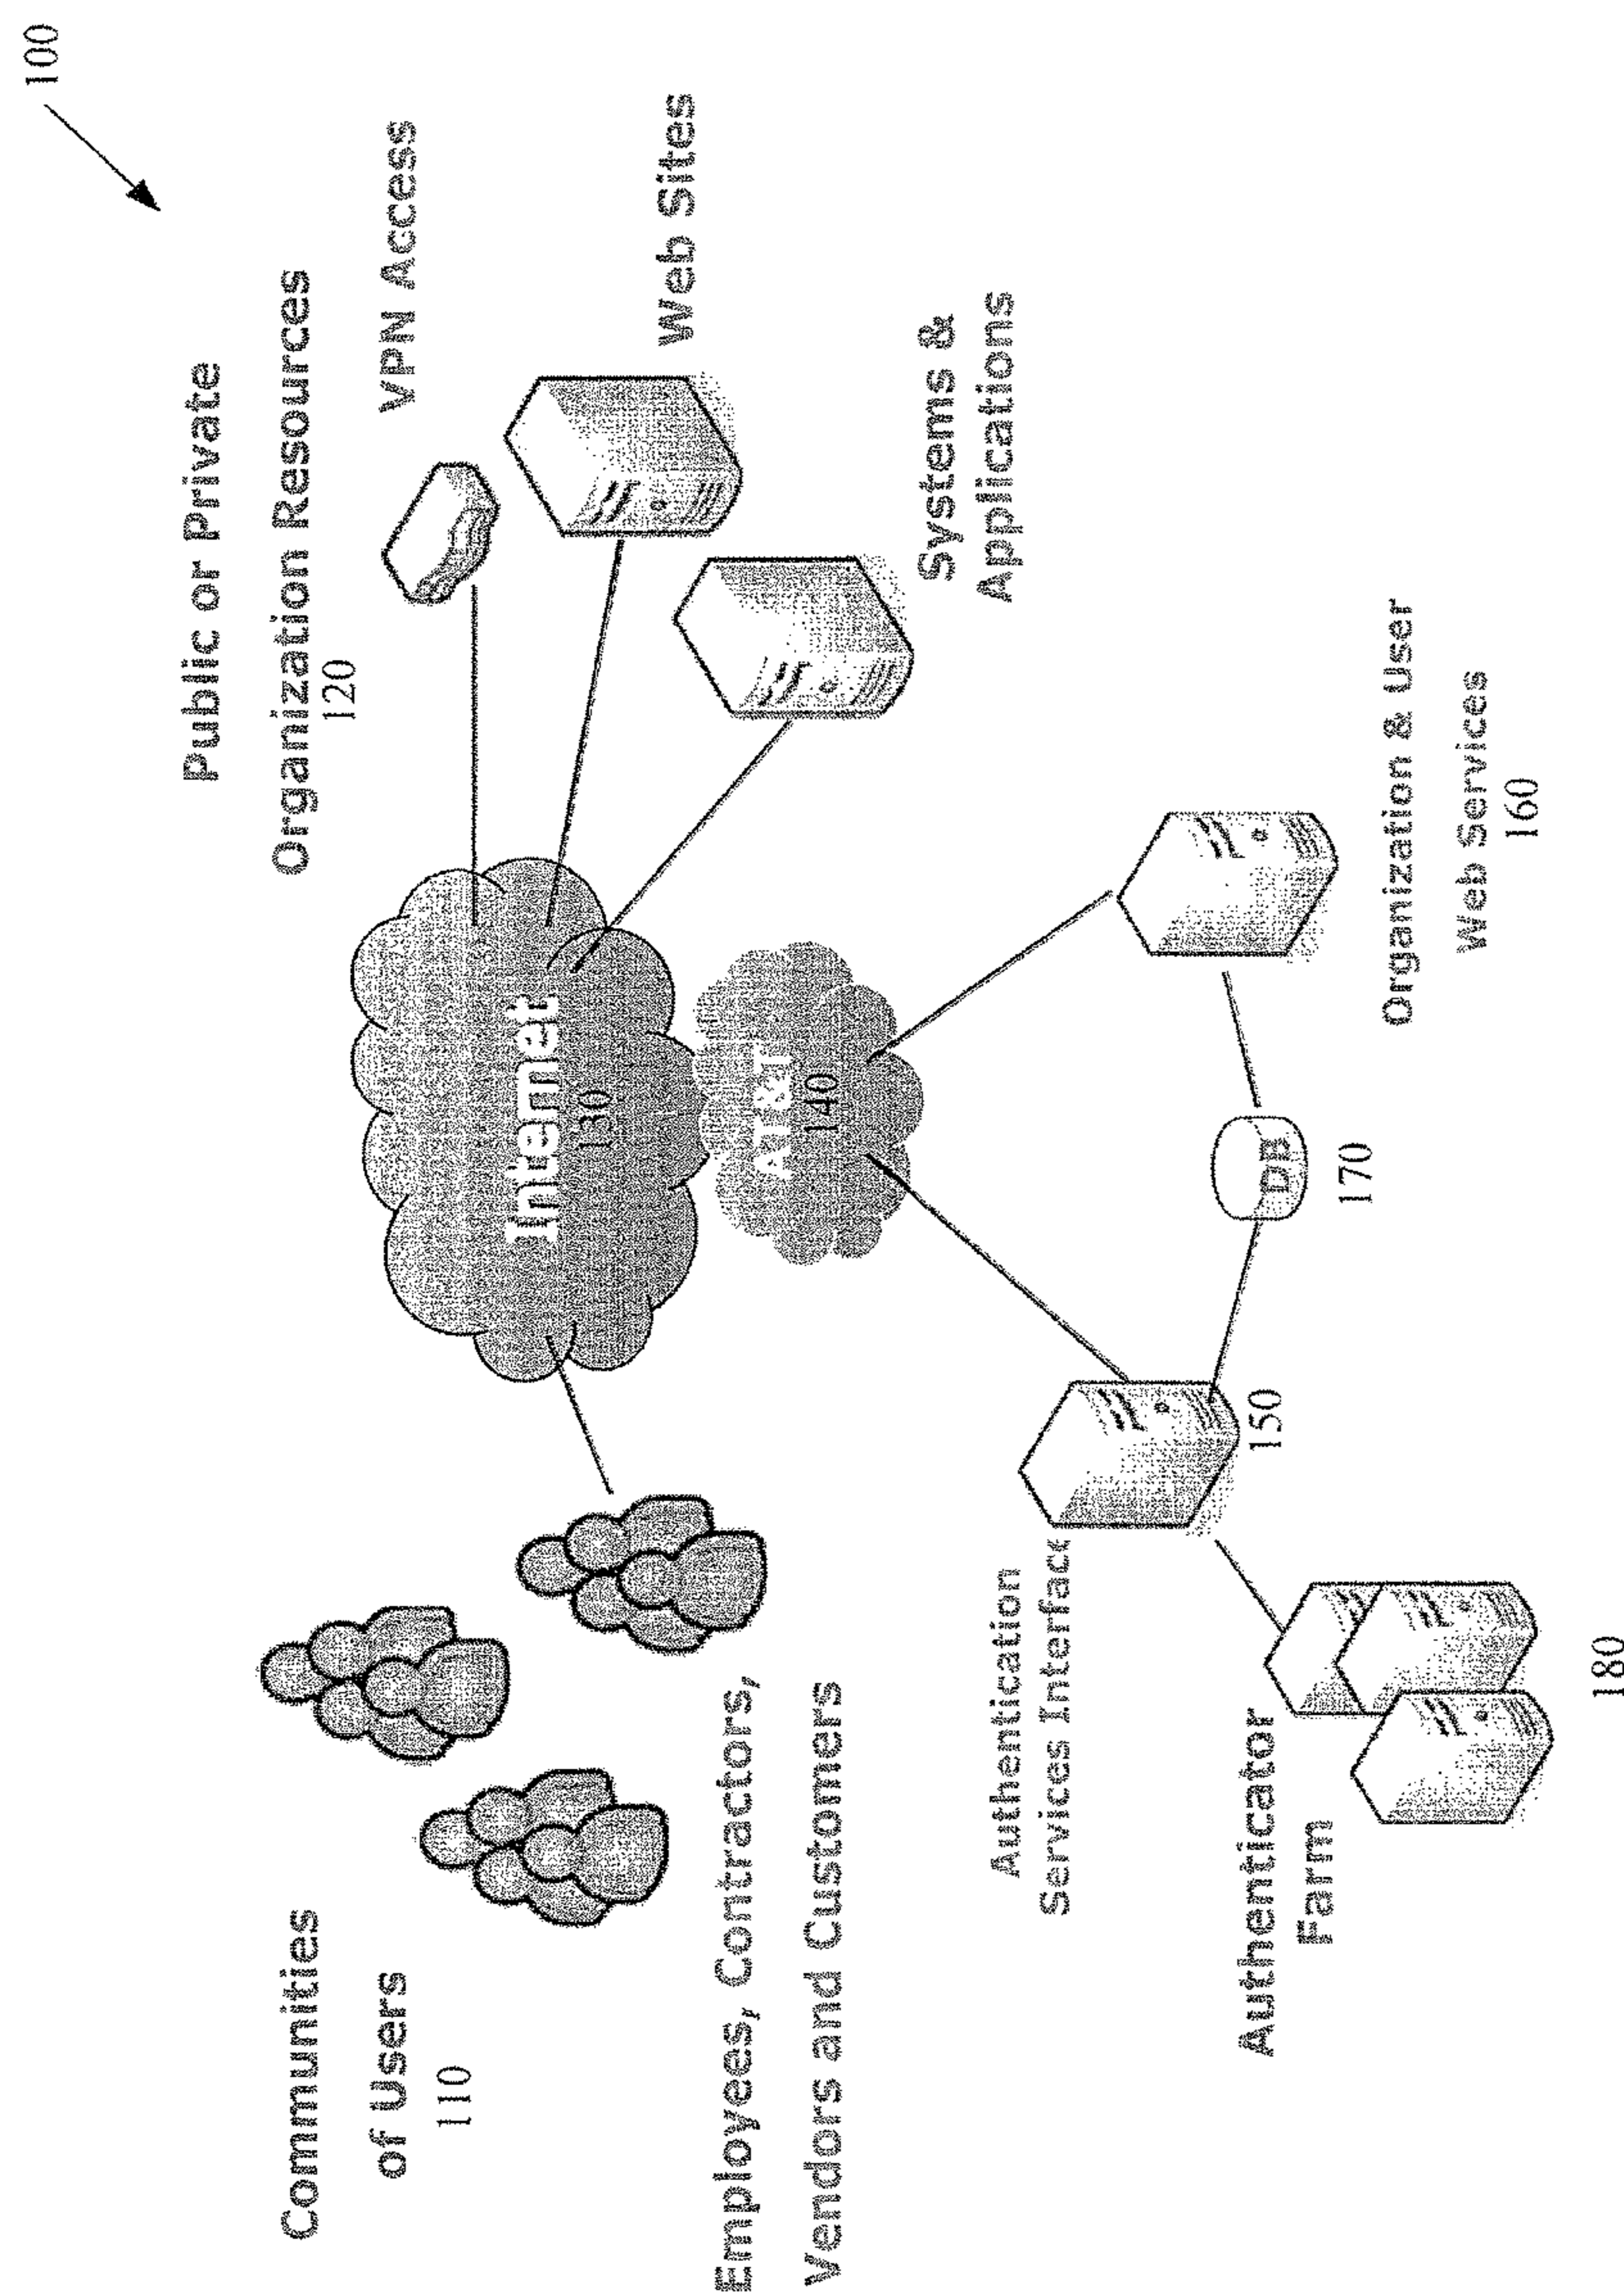 100
Public or Private
Organization Resources
120
VPN Access
Web Sites
Systems &
Applications
Communities
of Users
110
Employees, Contractors,
Vendors and Customers
Internet
130
AT&T
140
Authentication
Services Interface
150
Organization & User
Web Services
160
DB
170
Authenticator
Farm
180